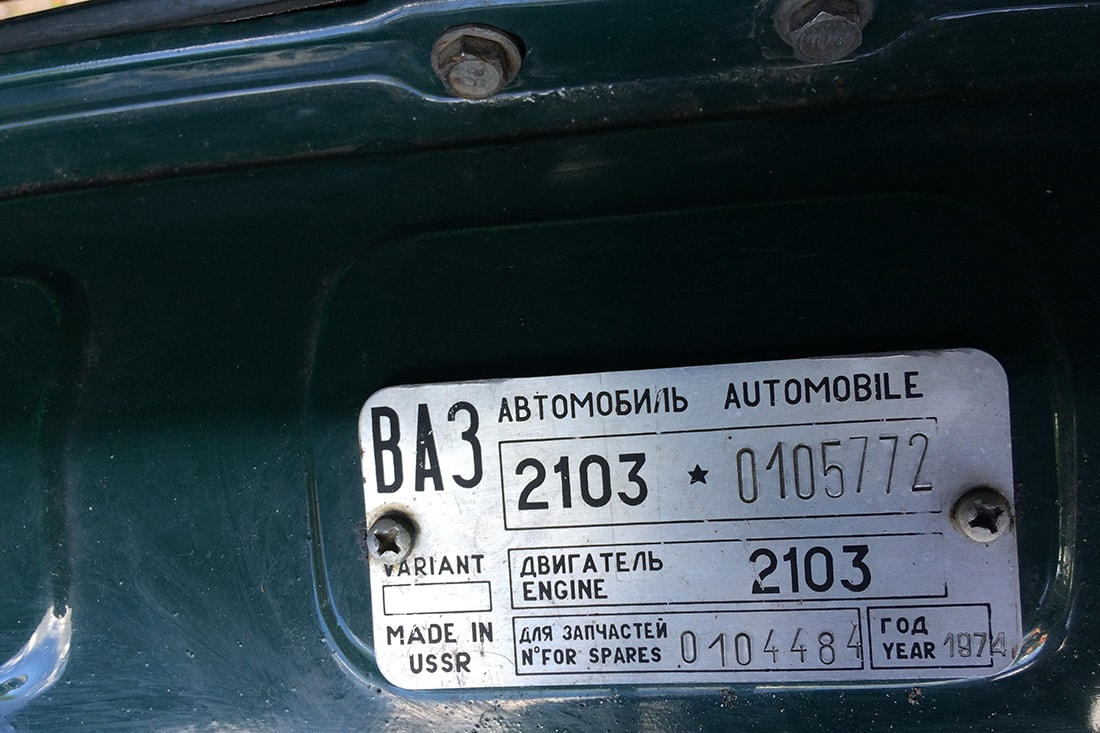 ВАЗ
АВТОМОБИЛЬ AUTOMOBILE
2103 ★ 0105772
VARIANT
ДВИГАТЕЛЬ
ENGINE
2103
MADE IN
USSR
ДЛЯ ЗАПЧАСТЕЙ
N° FOR SPARES
0104484
ГОД
YEAR
1974